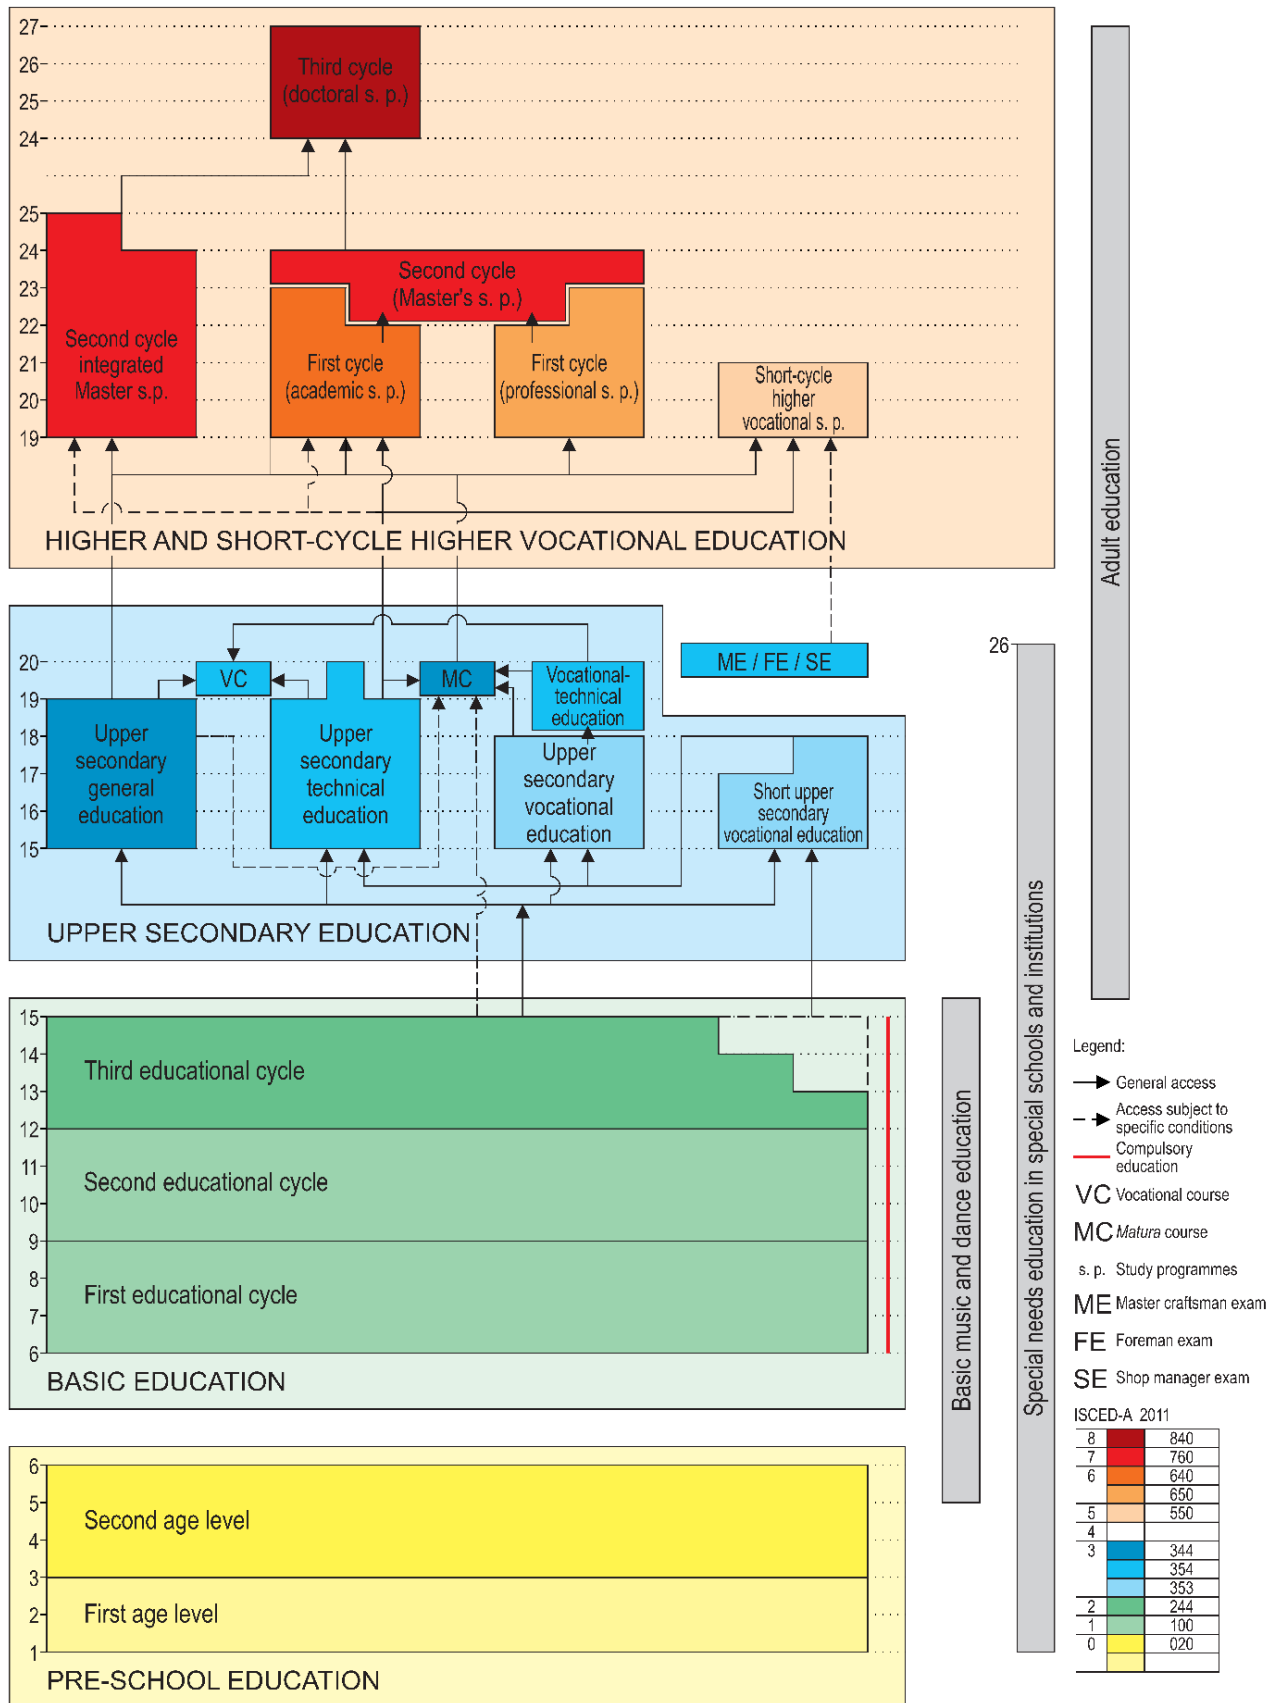 27
26
25
24
Third cycle
(doctoral s. p.)
25
24
23
22
21
20
19
Second cycle
integrated
Master s.p.
Second cycle
(Master's s. p.)
First cycle
(academic s. p.)
First cycle
(professional s. p.)
Short-cycle
higher
vocational s. p.
HIGHER AND SHORT-CYCLE HIGHER VOCATIONAL EDUCATION
20
19
18
17
16
15
VC
MC
Vocational-
technical
education
ME / FE / SE
Upper
secondary
general
education
Upper
secondary
technical
education
Upper
secondary
vocational
education
Short upper
secondary
vocational education
UPPER SECONDARY EDUCATION
15
14
13
12
11
10
9
8
7
6
Third educational cycle
Second educational cycle
First educational cycle
BASIC EDUCATION
6
5
4
3
2
1
Second age level
First age level
PRE-SCHOOL EDUCATION
Basic music and dance education
26
Special needs education in special schools and institutions
Adult education
Legend:
General access
Access subject to
specific conditions
Compulsory
education
VC Vocational course
MC Matura course
s. p. Study programmes
ME Master craftsman exam
FE Foreman exam
SE Shop manager exam
ISCED-A 2011
8 840
7 760
6 640
650
5 550
4
3 344
354
353
2 244
1 100
0 020